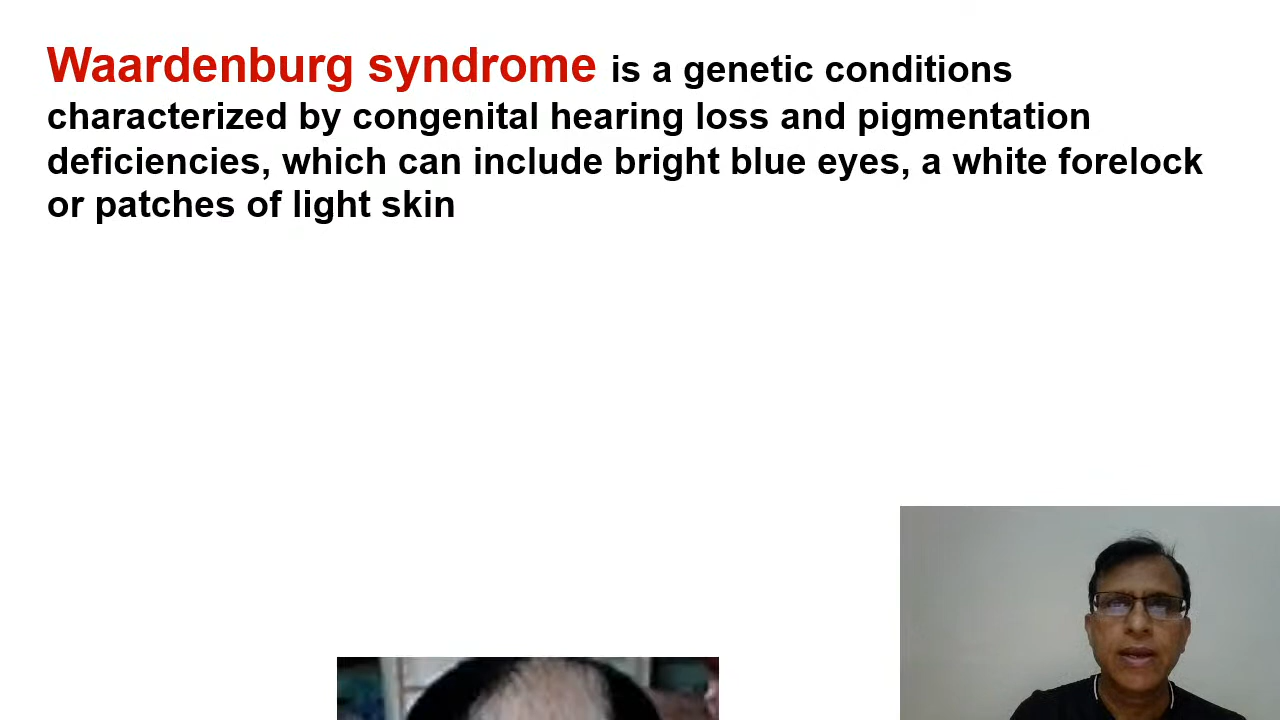 Waardenburg syndrome is a genetic conditions
characterized by congenital hearing loss and pigmentation
deficiencies, which can include bright blue eyes, a white forelock
or patches of light skin